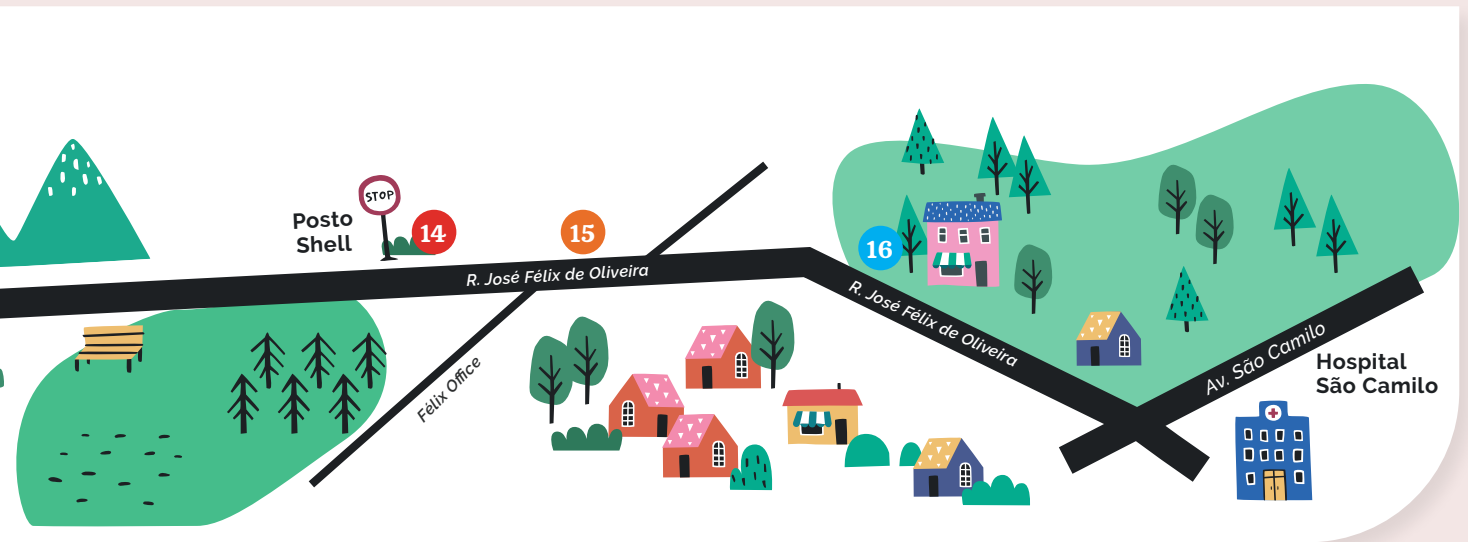 STOP
Posto
Shell
14
15
R. José Félix de Oliveira
Félix Office
16
R. José Félix de Oliveira
Av. São Camilo
Hospital
São Camilo